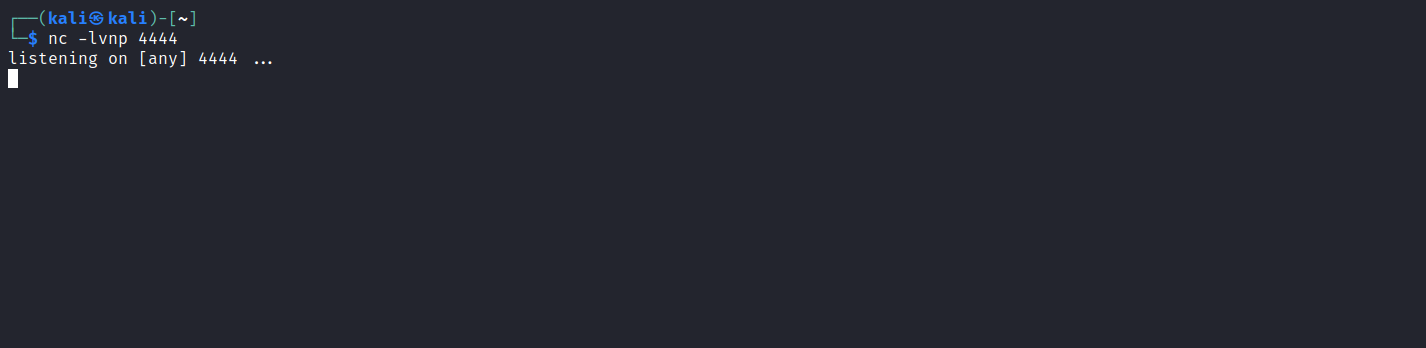 ┌──(kali㉿kali)-[~]
└─$ nc -lvnp 4444
listening on [any] 4444 ...